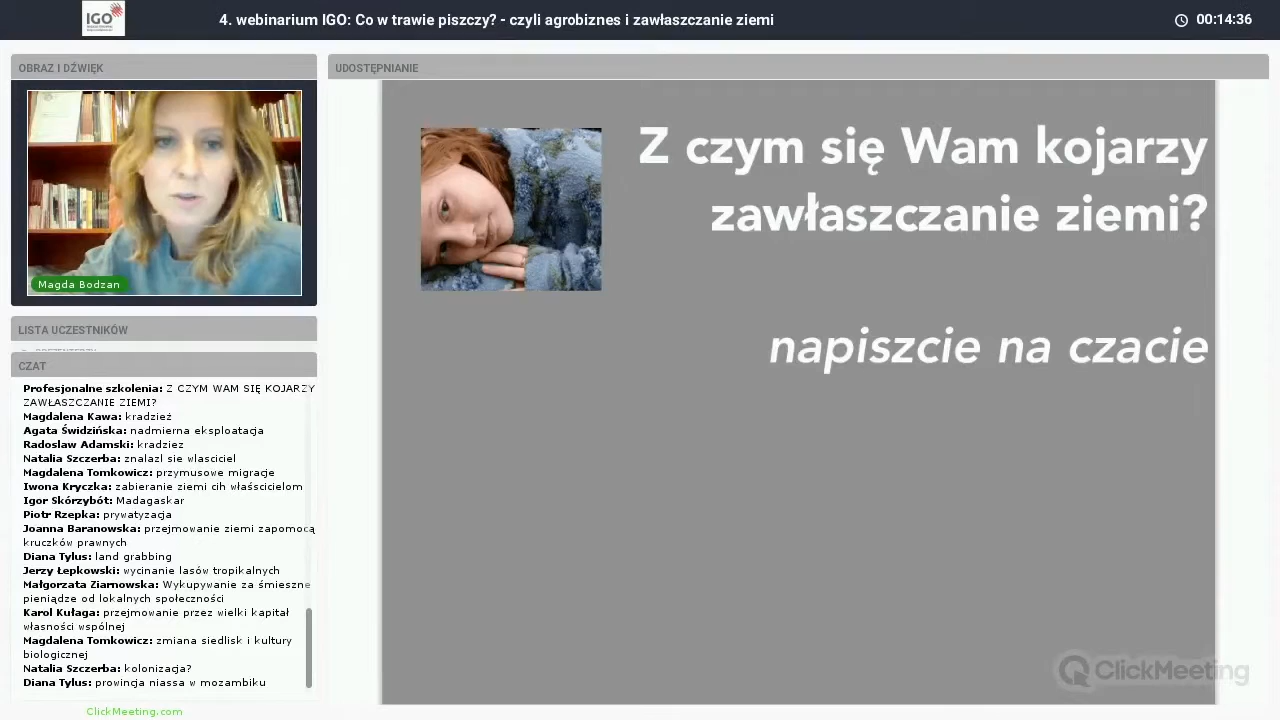 IGO
4. webinarium IGO: Co w trawie piszczy? - czyli agrobiznes i zawłaszczanie ziemi
00:14:36
OBRAZ I DŹWIĘK
Magda Bodzan
LISTA UCZESTNIKÓW
CZAT
Profesjonalne szkolenia: Z CZYM WAM SIĘ KOJARZY
ZAWŁASZCZANIE ZIEMI?
Magdalena Kawa: kradzież
Agata Świdzińska: nadmierna eksploatacja
Radoslaw Adamski: kradziez
Natalia Szczerba: znalazl sie wlasciciel
Magdalena Tomkowicz: przymusowe migracje
Iwona Kryczka: zabieranie ziemi cih właśscicielom
Igor Skórzybót: Madagaskar
Piotr Rzepka: prywatyzacja
Joanna Baranowska: przejmowanie ziemi zapomocą
kruczków prawnych
Diana Tylus: land grabbing
Jerzy Łepkowski: wycinanie lasów tropikalnych
Małgorzata Ziarnowska: Wykupywanie za śmieszne
pieniądze od lokalnych społeczności
Karol Kułaga: przejmowanie przez wielki kapitał
własności wspólnej
Magdalena Tomkowicz: zmiana siedlisk i kultury
biologicznej
Natalia Szczerba: kolonizacja?
Diana Tylus: prowincja niassa w mozambiku
ClickMeeting.com
UDOSTĘPNIANIE
Z czym się Wam kojarzy
zawłaszczanie ziemi?
napiszcie na czacie
ClickMeeting